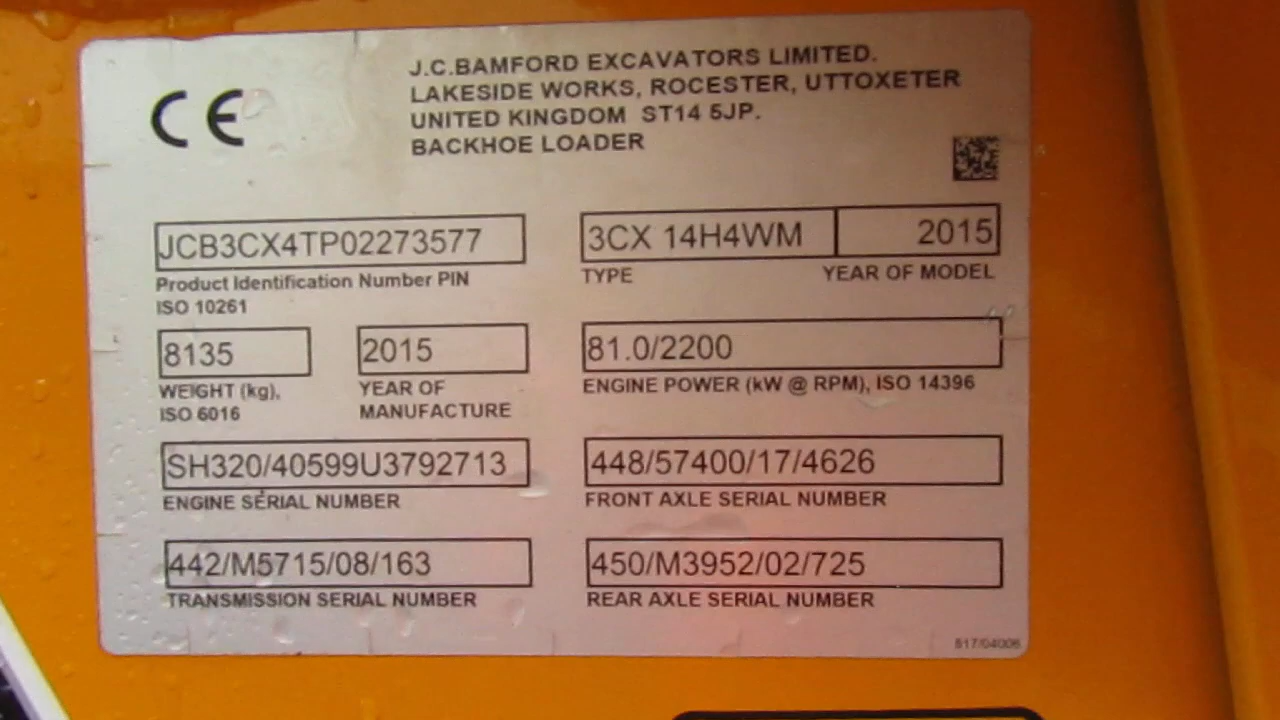 CE
J.C.BAMFORD EXCAVATORS LIMITED.
LAKESIDE WORKS, ROCESTER, UTTOXETER
UNITED KINGDOM ST14 5JP.
BACKHOE LOADER
JCB3CX4TP02273577
Product Identification Number PIN
ISO 10261
3CX 14H4WM
TYPE
2015
YEAR OF MODEL
8135
WEIGHT (kg),
ISO 6016
2015
YEAR OF
MANUFACTURE
81.0/2200
ENGINE POWER (kW @ RPM), ISO 14396
SH320/40599U3792713
ENGINE SERIAL NUMBER
448/57400/17/4626
FRONT AXLE SERIAL NUMBER
442/M5715/08/163
TRANSMISSION SERIAL NUMBER
450/M3952/02/725
REAR AXLE SERIAL NUMBER